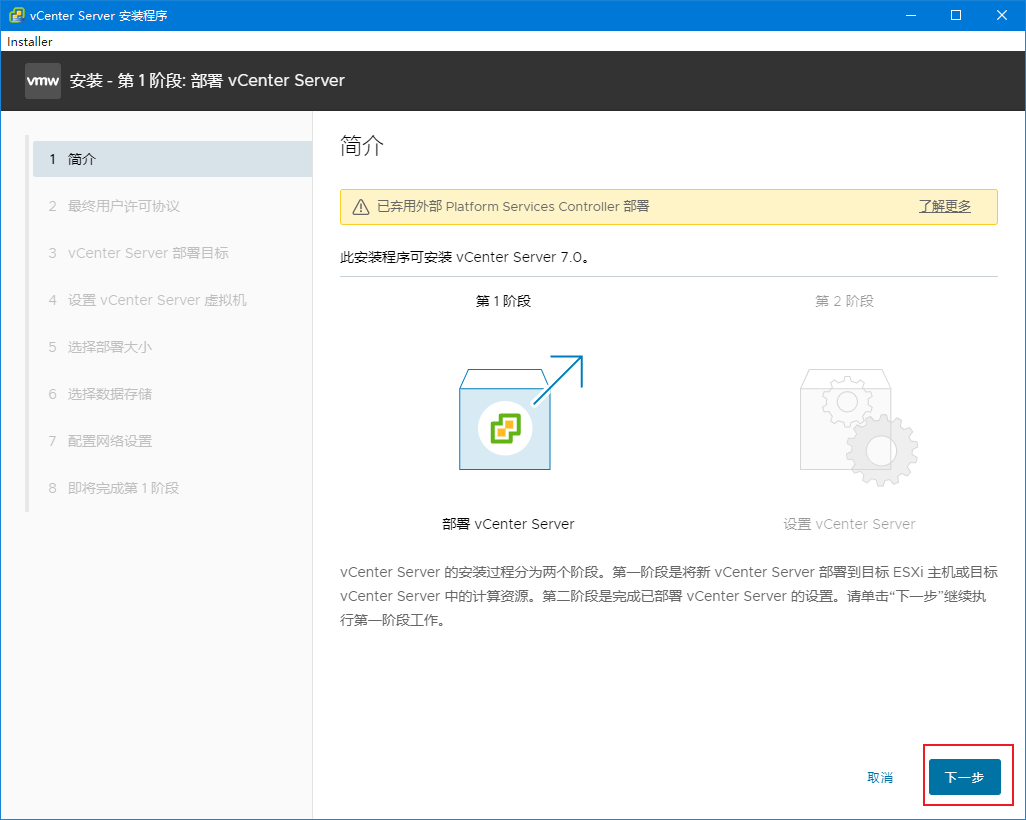 vCenter Server 安装程序
Installer
vmw 安装 - 第 1 阶段: 部署 vCenter Server
1 简介
2 最终用户许可协议
3 vCenter Server 部署目标
4 设置 vCenter Server 虚拟机
5 选择部署大小
6 选择数据存储
7 配置网络设置
8 即将完成第 1 阶段
简介
已弃用外部 Platform Services Controller 部署 了解更多
此安装程序可安装 vCenter Server 7.0。
第 1 阶段 第 2 阶段
部署 vCenter Server 设置 vCenter Server
vCenter Server 的安装过程分为两个阶段。第一阶段是将新 vCenter Server 部署到目标 ESXi 主机或目标
vCenter Server 中的计算资源。第二阶段是完成已部署 vCenter Server 的设置。请单击“下一步”继续执
行第一阶段工作。
取消 下一步